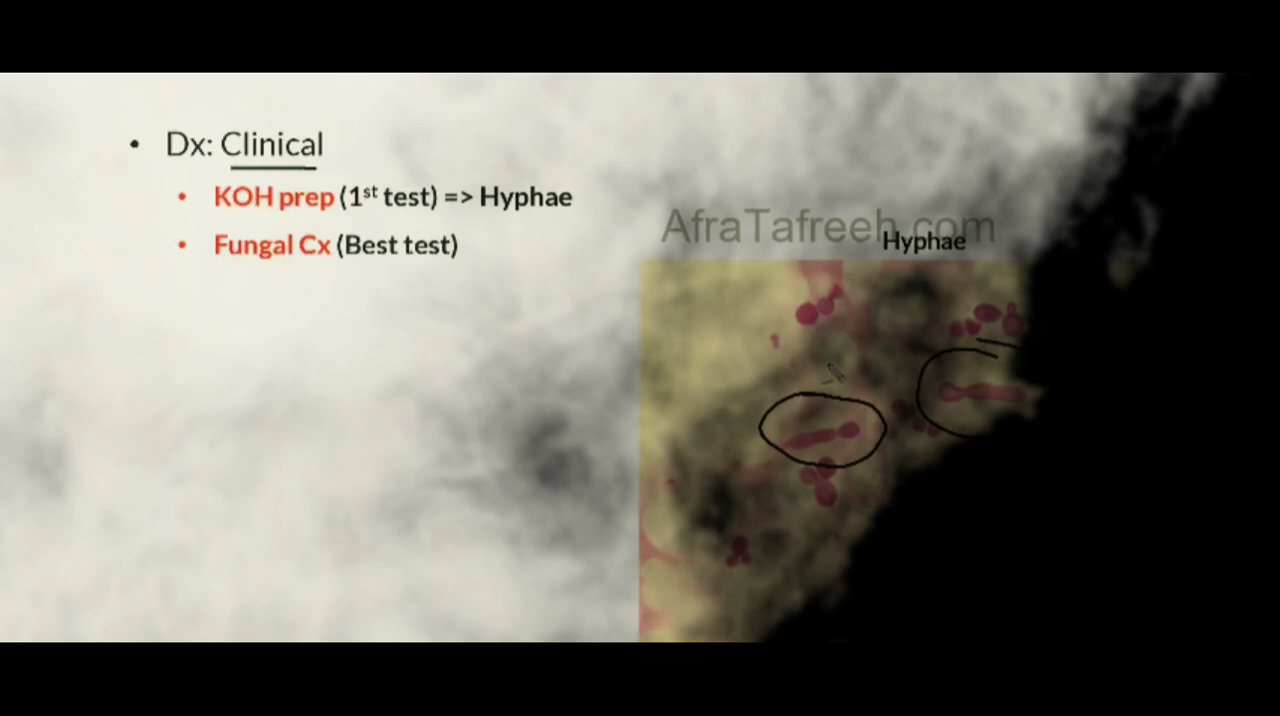 • Dx: Clinical
• KOH prep (1st test) => Hyphae
• Fungal Cx (Best test)
AfraTafreeh.com
Hyphae